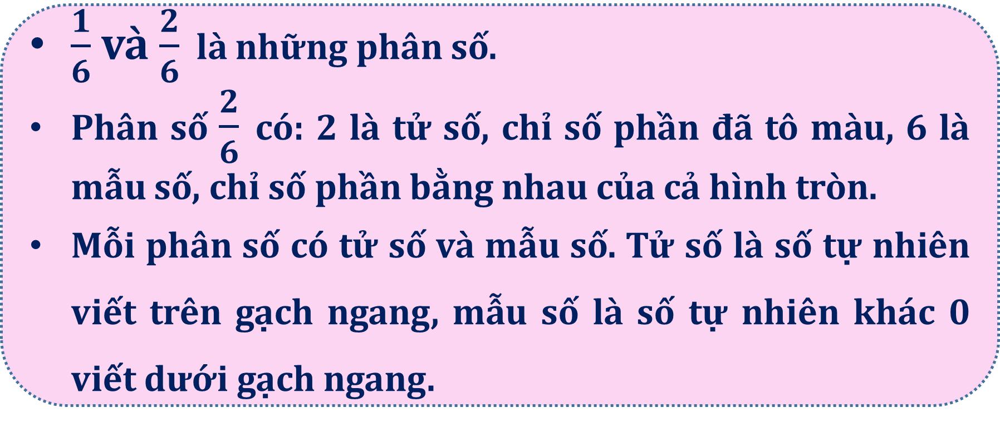 • 1/6 và 2/6 là những phân số.
• Phân số 2/6 có: 2 là tử số, chỉ số phần đã tô màu, 6 là
mẫu số, chỉ số phần bằng nhau của cả hình tròn.
• Mỗi phân số có tử số và mẫu số. Tử số là số tự nhiên
viết trên gạch ngang, mẫu số là số tự nhiên khác 0
viết dưới gạch ngang.